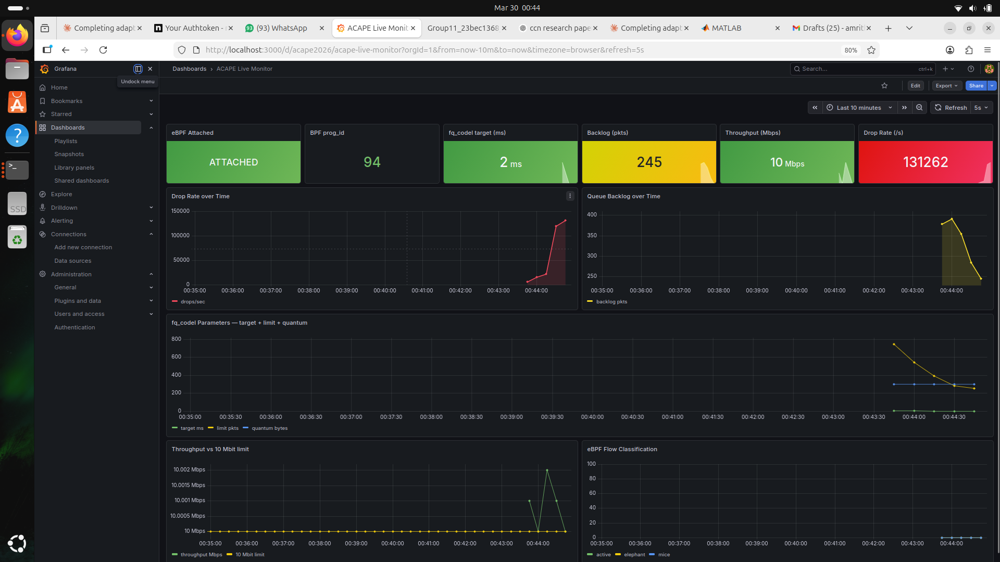 Mar 30 00:44
Completing adapt
Your Authtoken -
(93) WhatsApp
ACAPE Live Monit
Group11_23bec1368
ccn research pape
Completing adapt
MATLAB
Drafts (25) - amrit
http://localhost:3000/d/acape2026/acape-live-monitor?orgId=1&from=now-10m&to=now&timezone=browser&refresh=5s
80%
Grafana
Undock menu
Dashboards › ACAPE Live Monitor
Search...
ctrl+k
Edit
Export
Share
Last 10 minutes
Refresh
5s
Home
Bookmarks
Starred
Dashboards
Playlists
Snapshots
Library panels
Shared dashboards
Explore
Drilldown
Alerting
Connections
Add new connection
Data sources
Administration
General
Plugins and data
Users and access
Authentication
SSD
eBPF Attached
ATTACHED
BPF prog_id
94
fq_codel target (ms)
2 ms
Backlog (pkts)
245
Throughput (Mbps)
10 Mbps
Drop Rate (/s)
131262
Drop Rate over Time
150000
100000
50000
0
00:35:00 00:36:00 00:37:00 00:38:00 00:39:00 00:40:00 00:41:00 00:42:00 00:43:00 00:44:00
drops/sec
Queue Backlog over Time
400
350
300
250
00:35:00 00:36:00 00:37:00 00:38:00 00:39:00 00:40:00 00:41:00 00:42:00 00:43:00 00:44:00
backlog pkts
fq_codel Parameters — target + limit + quantum
800
600
400
200
0
00:35:00 00:35:30 00:36:00 00:36:30 00:37:00 00:37:30 00:38:00 00:38:30 00:39:00 00:39:30 00:40:00 00:40:30 00:41:00 00:41:30 00:42:00 00:42:30 00:43:00 00:43:30 00:44:00 00:44:30
target ms limit pkts quantum bytes
Throughput vs 10 Mbit limit
10.002 Mbps
10.0015 Mbps
10.001 Mbps
10.0005 Mbps
10 Mbps
00:35:00 00:36:00 00:37:00 00:38:00 00:39:00 00:40:00 00:41:00 00:42:00 00:43:00 00:44:00
throughput Mbps 10 Mbit limit
eBPF Flow Classification
100
80
60
40
20
0
00:35:00 00:36:00 00:37:00 00:38:00 00:39:00 00:40:00 00:41:00 00:42:00 00:43:00 00:44:00
active elephant mice